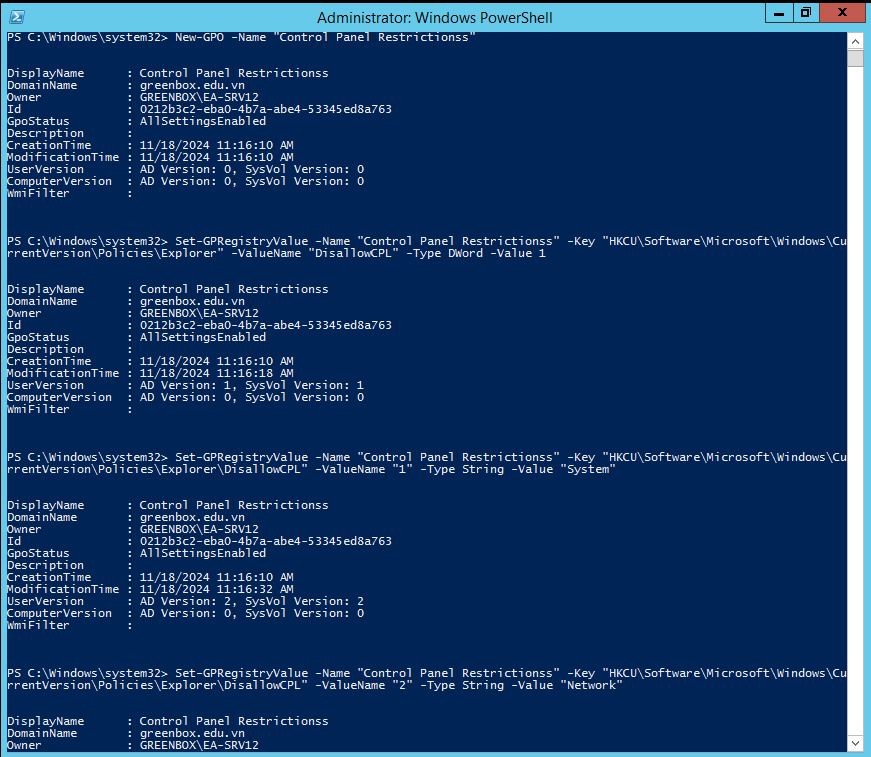 Administrator: Windows PowerShell
PS C:\Windows\system32> New-GPO -Name "Control Panel Restrictionss"
DisplayName      : Control Panel Restrictionss
DomainName       : greenbox.edu.vn
Owner            : GREENBOX\EA-SRV12
Id               : 0212b3c2-eba0-4b7a-abe4-53345ed8a763
GpoStatus        : AllSettingsEnabled
Description      :
CreationTime     : 11/18/2024 11:16:10 AM
ModificationTime : 11/18/2024 11:16:10 AM
UserVersion      : AD Version: 0, SysVol Version: 0
ComputerVersion  : AD Version: 0, SysVol Version: 0
WmiFilter        :
PS C:\Windows\system32> Set-GPRegistryValue -Name "Control Panel Restrictionss" -Key "HKCU\Software\Microsoft\Windows\Cu
rrentVersion\Policies\Explorer" -ValueName "DisallowCPL" -Type DWord -Value 1
DisplayName      : Control Panel Restrictionss
DomainName       : greenbox.edu.vn
Owner            : GREENBOX\EA-SRV12
Id               : 0212b3c2-eba0-4b7a-abe4-53345ed8a763
GpoStatus        : AllSettingsEnabled
Description      :
CreationTime     : 11/18/2024 11:16:10 AM
ModificationTime : 11/18/2024 11:16:18 AM
UserVersion      : AD Version: 1, SysVol Version: 1
ComputerVersion  : AD Version: 0, SysVol Version: 0
WmiFilter        :
PS C:\Windows\system32> Set-GPRegistryValue -Name "Control Panel Restrictionss" -Key "HKCU\Software\Microsoft\Windows\Cu
rrentVersion\Policies\Explorer\DisallowCPL" -ValueName "1" -Type String -Value "System"
DisplayName      : Control Panel Restrictionss
DomainName       : greenbox.edu.vn
Owner            : GREENBOX\EA-SRV12
Id               : 0212b3c2-eba0-4b7a-abe4-53345ed8a763
GpoStatus        : AllSettingsEnabled
Description      :
CreationTime     : 11/18/2024 11:16:10 AM
ModificationTime : 11/18/2024 11:16:32 AM
UserVersion      : AD Version: 2, SysVol Version: 2
ComputerVersion  : AD Version: 0, SysVol Version: 0
WmiFilter        :
PS C:\Windows\system32> Set-GPRegistryValue -Name "Control Panel Restrictionss" -Key "HKCU\Software\Microsoft\Windows\Cu
rrentVersion\Policies\Explorer\DisallowCPL" -ValueName "2" -Type String -Value "Network"
DisplayName      : Control Panel Restrictionss
DomainName       : greenbox.edu.vn
Owner            : GREENBOX\EA-SRV12